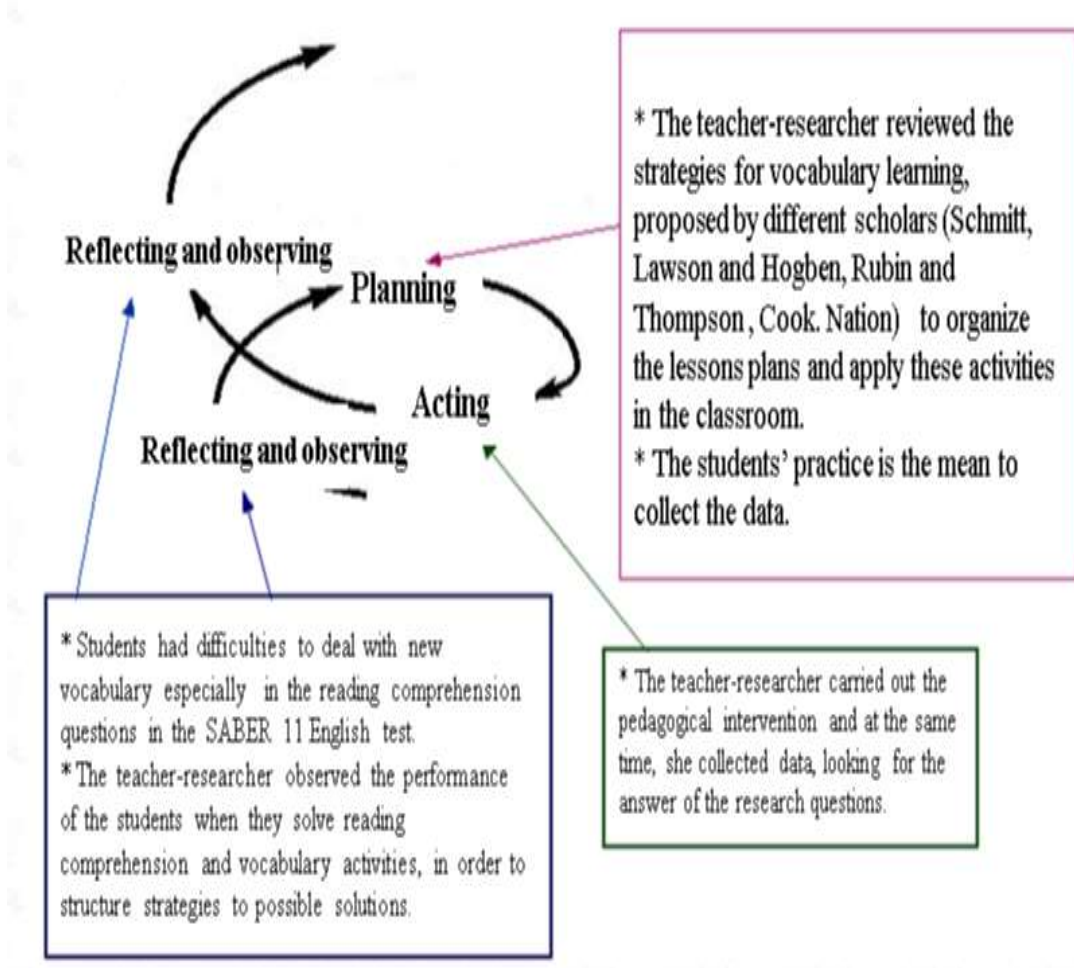 * The teacher-researcher reviewed the
strategies for vocabulary learning,
proposed by different scholars (Schmitt,
Lawson and Hogben, Rubin and
Thompson , Cook. Nation) to organize
the lessons plans and apply these activities
in the classroom.
* The students’ practice is the mean to
collect the data.
Reflecting and observing
Planning
Acting
Reflecting and observing
* Students had difficulties to deal with new
vocabulary especially in the reading comprehension
questions in the SABER 11 English test.
* The teacher-researcher observed the performance
of the students when they solve reading
comprehension and vocabulary activities, in order to
structure strategies to possible solutions.
* The teacher-researcher carried out the
pedagogical intervention and at the same
time, she collected data, looking for the
answer of the research questions.